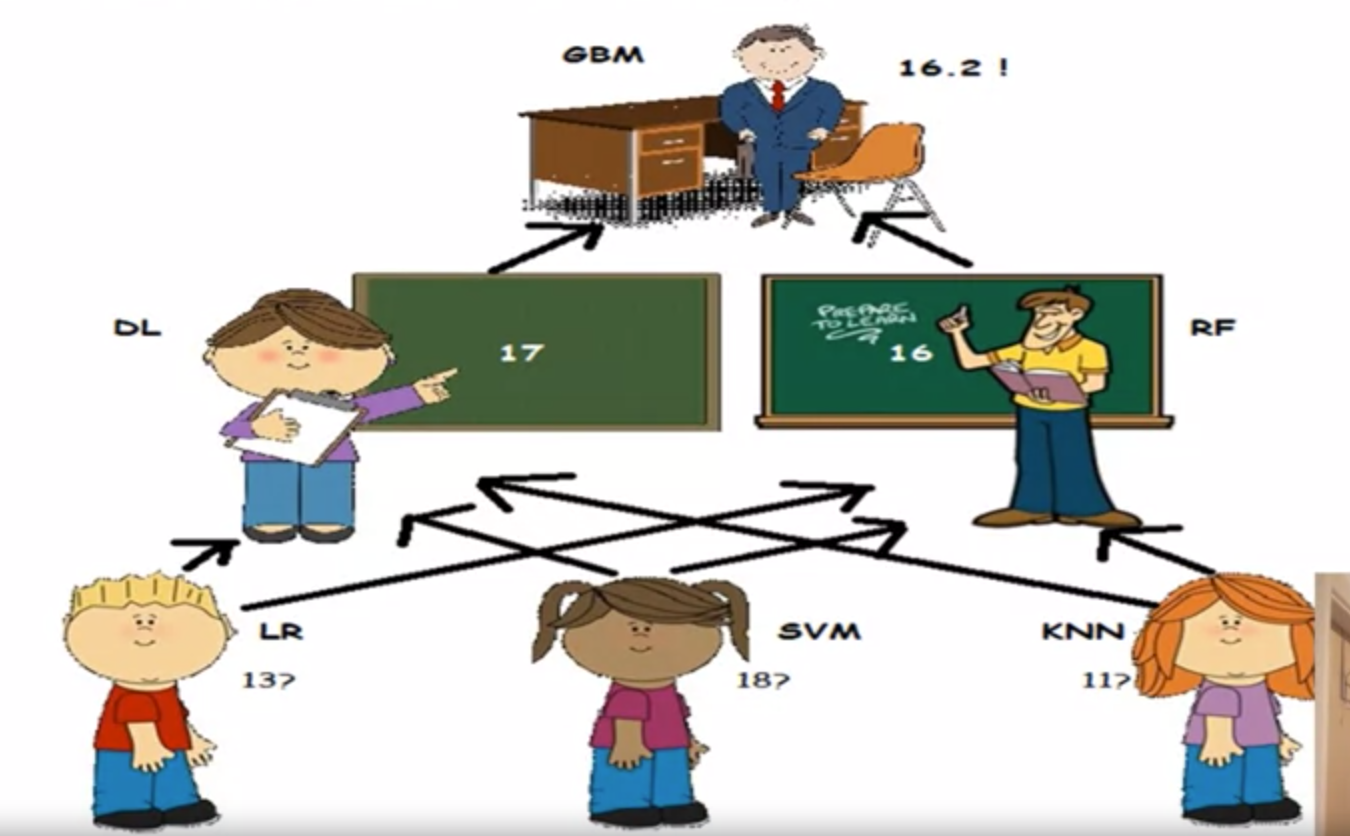 GBM
16.2 !
DL
17
PREPARE
TO LEARN
16
RF
LR
13?
SVM
18?
KNN
11?